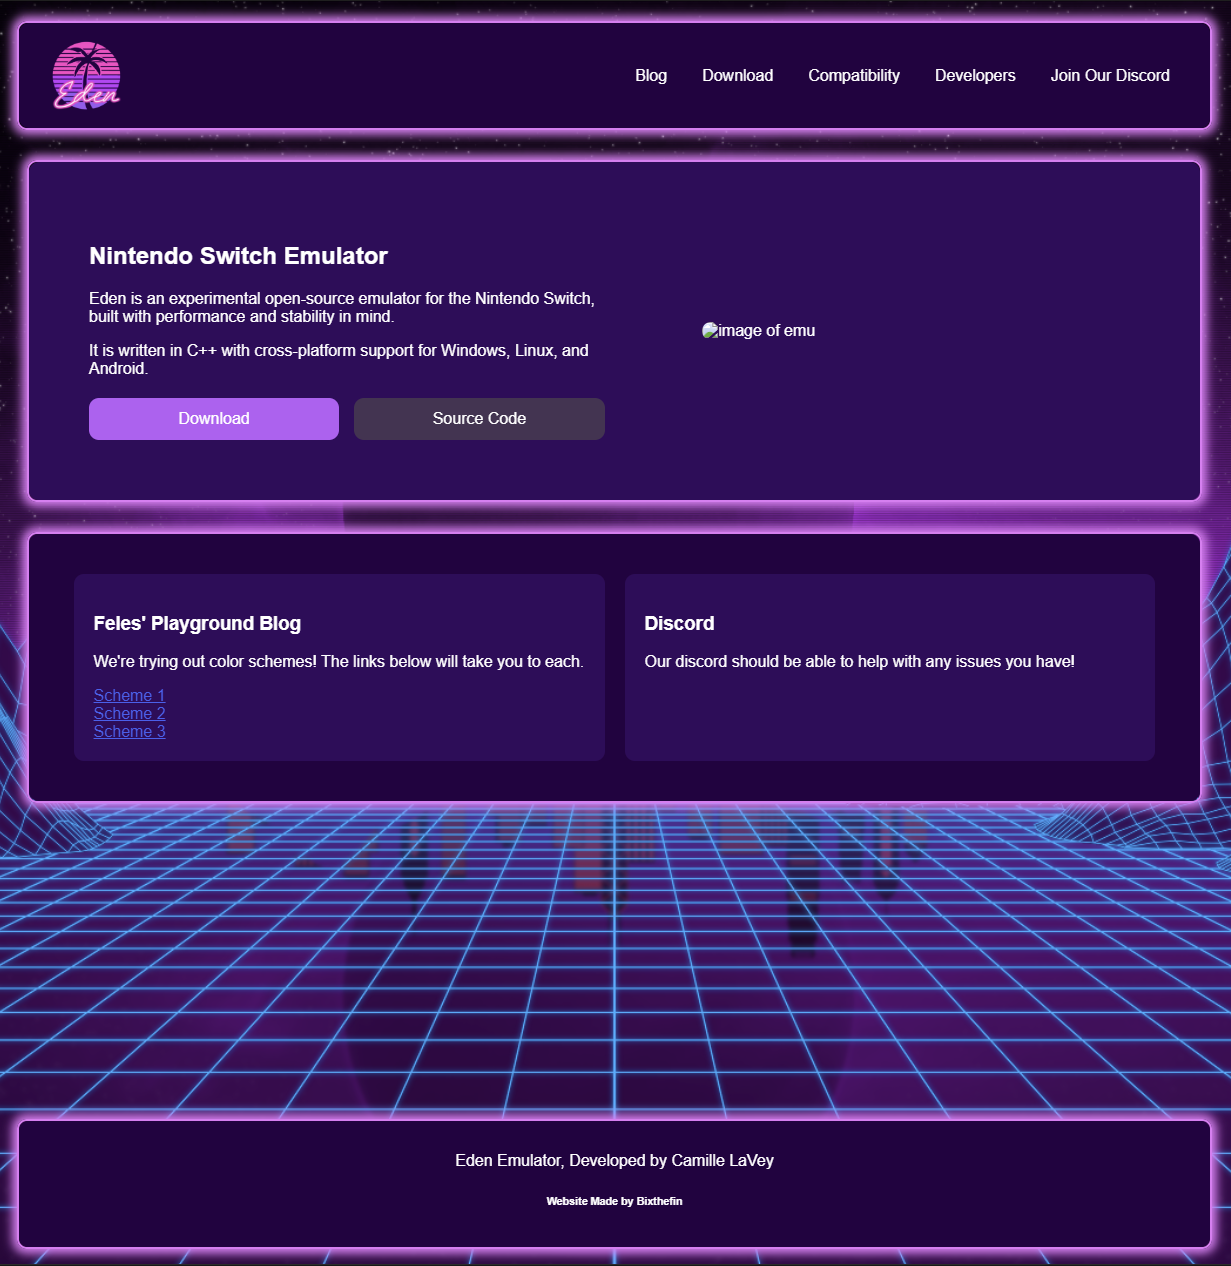 Eden
Blog Download Compatibility Developers Join Our Discord
Nintendo Switch Emulator
Eden is an experimental open-source emulator for the Nintendo Switch,
built with performance and stability in mind.
It is written in C++ with cross-platform support for Windows, Linux, and
Android.
image of emu
Download Source Code
Feles' Playground Blog
We're trying out color schemes! The links below will take you to each.
Scheme 1
Scheme 2
Scheme 3
Discord
Our discord should be able to help with any issues you have!
Eden Emulator, Developed by Camille LaVey
Website Made by Bixthefin